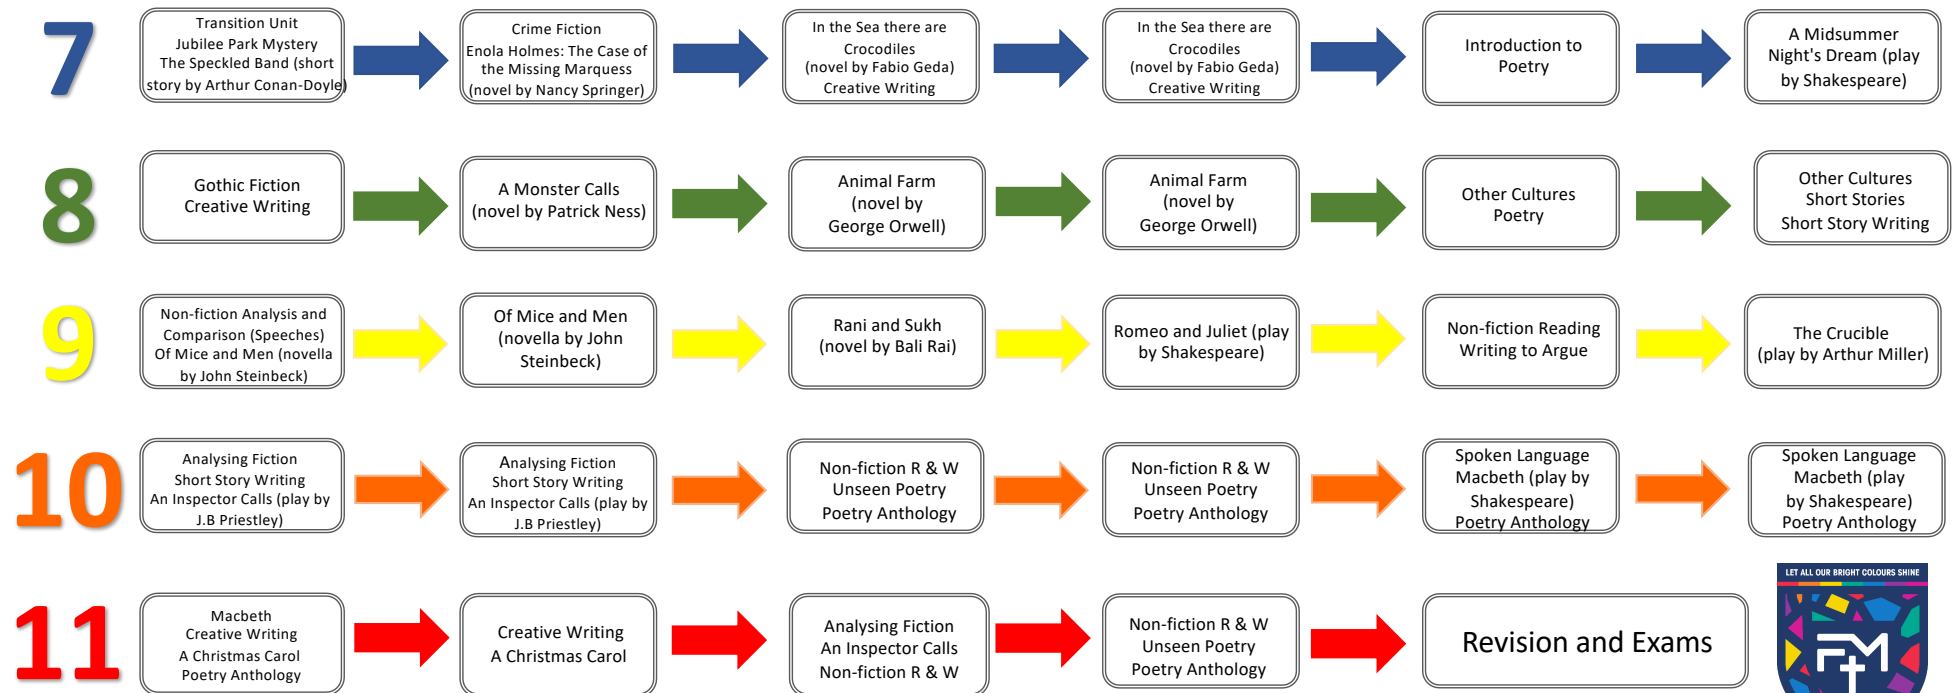 7
Transition Unit
Jubilee Park Mystery
The Speckled Band (short
story by Arthur Conan-Doyle)
Crime Fiction
Enola Holmes: The Case of
the Missing Marquess
(novel by Nancy Springer)
In the Sea there are
Crocodiles
(novel by Fabio Geda)
Creative Writing
In the Sea there are
Crocodiles
(novel by Fabio Geda)
Creative Writing
Introduction to
Poetry
A Midsummer
Night's Dream (play
by Shakespeare)
8
Gothic Fiction
Creative Writing
A Monster Calls
(novel by Patrick Ness)
Animal Farm
(novel by
George Orwell)
Animal Farm
(novel by
George Orwell)
Other Cultures
Poetry
Other Cultures
Short Stories
Short Story Writing
9
Non-fiction Analysis and
Comparison (Speeches)
Of Mice and Men (novella
by John Steinbeck)
Of Mice and Men
(novella by John
Steinbeck)
Rani and Sukh
(novel by Bali Rai)
Romeo and Juliet (play
by Shakespeare)
Non-fiction Reading
Writing to Argue
The Crucible
(play by Arthur Miller)
10
Analysing Fiction
Short Story Writing
An Inspector Calls (play by
J.B Priestley)
Analysing Fiction
Short Story Writing
An Inspector Calls (play by
J.B Priestley)
Non-fiction R & W
Unseen Poetry
Poetry Anthology
Non-fiction R & W
Unseen Poetry
Poetry Anthology
Spoken Language
Macbeth (play by
Shakespeare)
Poetry Anthology
Spoken Language
Macbeth (play
by Shakespeare)
Poetry Anthology
11
Macbeth
Creative Writing
A Christmas Carol
Poetry Anthology
Creative Writing
A Christmas Carol
Analysing Fiction
An Inspector Calls
Non-fiction R & W
Non-fiction R & W
Unseen Poetry
Poetry Anthology
Revision and Exams
LET ALL OUR BRIGHT COLOURS SHINE
FM